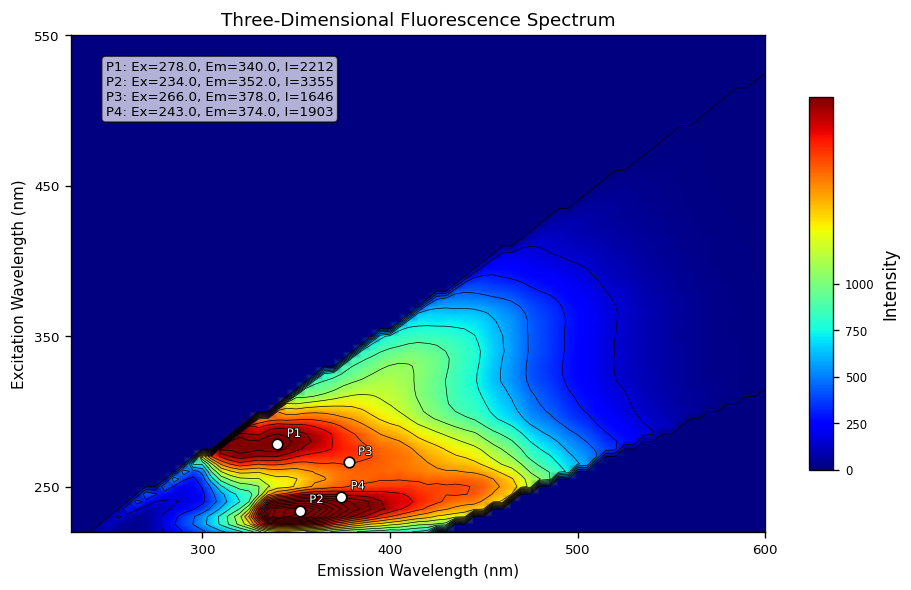 Three-Dimensional Fluorescence Spectrum
P1: Ex=278.0, Em=340.0, I=2212
P2: Ex=234.0, Em=352.0, I=3355
P3: Ex=266.0, Em=378.0, I=1646
P4: Ex=243.0, Em=374.0, I=1903
550
450
350
250
Excitation Wavelength (nm)
P1
P3
P4
P2
300
400
500
600
Emission Wavelength (nm)
1000
750
500
250
0
Intensity